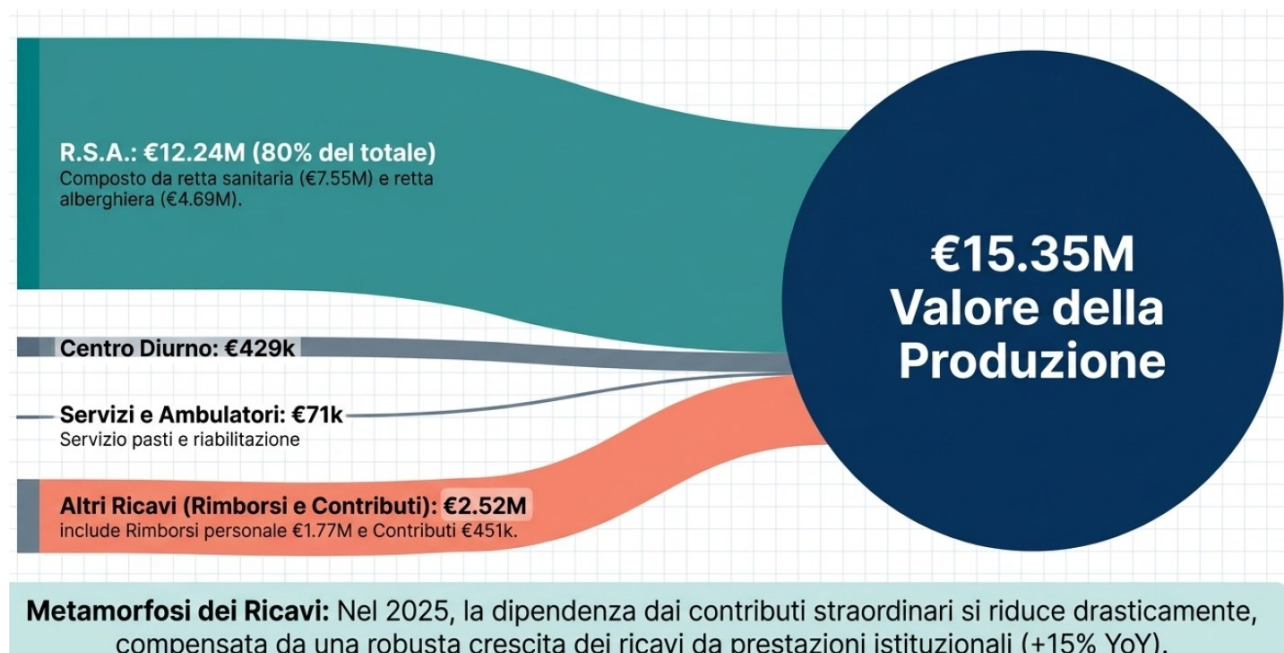 R.S.A.: €12.24M (80% del totale)
Composto da retta sanitaria (€7.55M) e retta
alberghiera (€4.69M).
Centro Diurno: €429k
Servizi e Ambulatori: €71k
Servizio pasti e riabilitazione
Altri Ricavi (Rimborsi e Contributi): €2.52M
include Rimborsi personale €1.77M e Contributi €451k.
€15.35M
Valore della
Produzione
Metamorfosi dei Ricavi: Nel 2025, la dipendenza dai contributi straordinari si riduce drasticamente,
compensata da una robusta crescita dei ricavi da prestazioni istituzionali (+15% YoY).